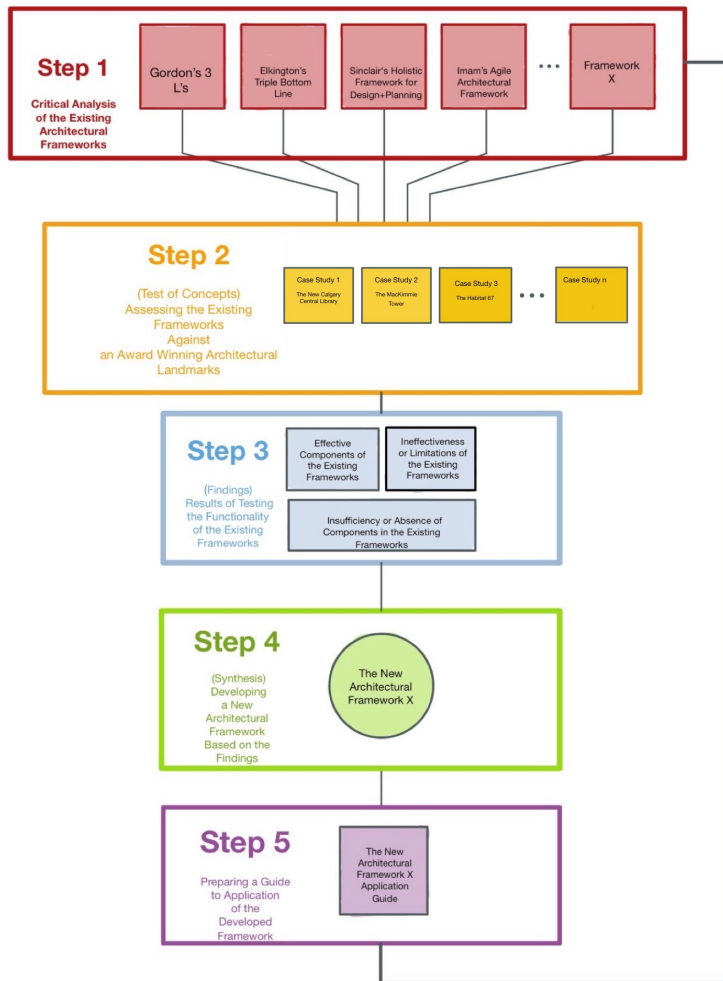 Step 1
Critical Analysis
of the Existing
Architectural
Frameworks
Gordon's 3
L's
Elkington's
Triple Bottom
Line
Sinclair's Holistic
Framework for
Design+Planning
Imam's Agile
Architectural
Framework
...
Framework
X
Step 2
(Test of Concepts)
Assessing the Existing
Frameworks
Against
an Award Winning Architectural
Landmarks
Case Study 1
The New Calgary
Central Library
Case Study 2
The MacKimmie
Tower
Case Study 3
The Habitat 67
...
Case Study n
Step 3
(Findings)
Results of Testing
the Functionality
of the Existing
Frameworks
Effective
Components of
the Existing
Frameworks
Ineffectiveness
or Limitations of
the Existing
Frameworks
Insufficiency or Absence of
Components in the Existing
Frameworks
Step 4
(Synthesis)
Developing
a New
Architectural
Framework
Based on the
Findings
The New
Architectural
Framework X
Step 5
Preparing a Guide
to Application
of the
Developed
Framework
The New
Architectural
Framework X
Application
Guide